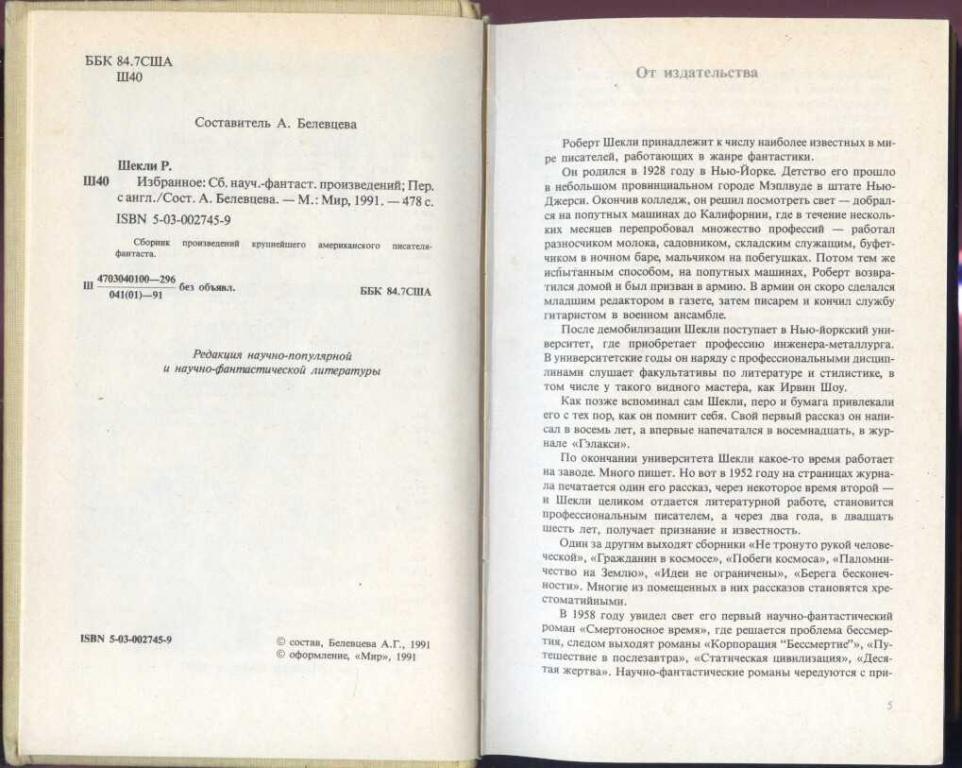 ББК 84.7США
Ш40
Составитель А. Белевцева
Шекли Р.
Ш40 Избранное: Сб. науч.-фантаст. произведений; Пер.
с англ./Сост. А. Белевцева. — М.: Мир, 1991. — 478 с.
ISBN 5-03-002745-9
Сборник произведений крупнейшего американского писателя-
фантаста.
Ш 4703040100—296 без объявл.
041(01)—91
ББК 84.7США
Редакция научно-популярной
и научно-фантастической литературы
ISBN 5-03-002745-9
© состав, Белевцева А.Г., 1991
© оформление, «Мир», 1991
От издательства
Роберт Шекли принадлежит к числу наиболее известных в ми-
ре писателей, работающих в жанре фантастики.
Он родился в 1928 году в Нью-Йорке. Детство его прошло
в небольшом провинциальном городе Мэплвуде в штате Нью-
Джерси. Окончив колледж, он решил посмотреть свет — добрал-
ся на попутных машинах до Калифорнии, где в течение несколь-
ких месяцев перепробовал множество профессий — работал
разносчиком молока, садовником, складским служащим, буфет-
чиком в ночном баре, мальчиком на побегушках. Потом тем же
испытанным способом, на попутных машинах, Роберт возвра-
тился домой и был призван в армию. В армии он скоро сделался
младшим редактором в газете, затем писарем и кончил службу
гитаристом в военном ансамбле.
После демобилизации Шекли поступает в Нью-йоркский уни-
верситет, где приобретает профессию инженера-металлурга.
В университетские годы он наряду с профессиональными дисцип-
линами слушает факультативы по литературе и стилистике, в
том числе у такого видного мастера, как Ирвин Шоу.
Как позже вспоминал сам Шекли, перо и бумага привлекали
его с тех пор, как он помнит себя. Свой первый рассказ он напи-
сал в восемь лет, а впервые напечатался в восемнадцать, в жур-
нале «Гэлакси».
По окончании университета Шекли какое-то время работает
на заводе. Много пишет. Но вот в 1952 году на страницах журна-
ла печатается один его рассказ, через некоторое время второй —
и Шекли целиком отдается литературной работе, становится
профессиональным писателем, а через два года, в двадцать
шесть лет, получает признание и известность.
Один за другим выходят сборники «Не тронуто рукой челове-
ческой», «Гражданин в космосе», «Побеги космоса», «Паломни-
чество на Землю», «Идеи не ограничены», «Берега бесконеч-
ности». Многие из помещенных в них рассказов становятся хре-
стоматийными.
В 1958 году увидел свет его первый научно-фантастический
роман «Смертоносное время», где решается проблема бессмер-
тия, следом выходят романы «Корпорация "Бессмертие"», «Пу-
тешествие в послезавтра», «Статическая цивилизация», «Деся-
тая жертва». Научно-фантастические романы чередуются с при-
5